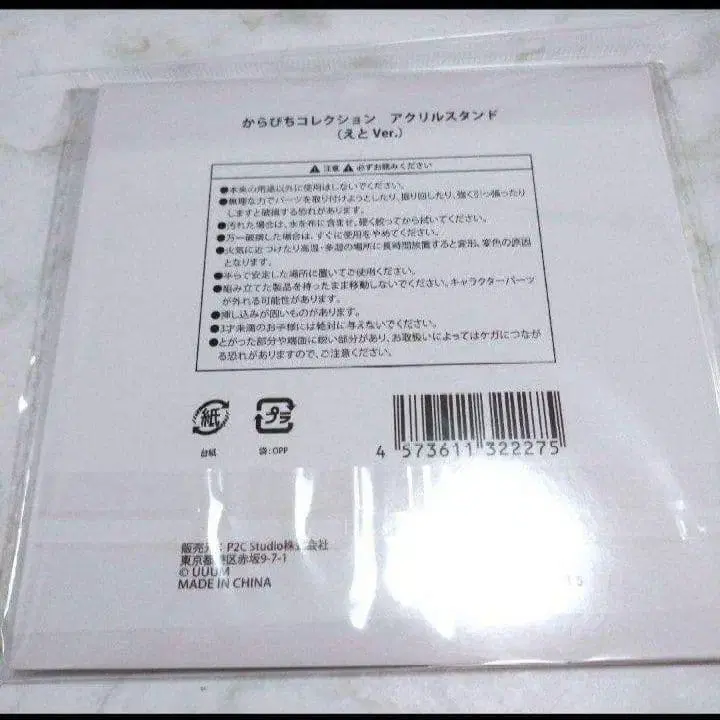 からぴちコレクション アクリルスタンド
(えとVer.)
⚠ 注意 ⚠ 必ずお読みください
●本来の用途以外に使用はしないでください。
●無理な力でパーツを取り付けようとしたり、振り回したり、強く引っ張ったり
しますと破損する恐れがあります。
●汚れた場合は、水を布に含ませ、硬く絞ってから拭いてください。
●万一破損した場合は、すぐに使用をやめてください。
●火気に近づけたり高温・多湿の場所に長時間放置すると変形、変色の原因
となります。
●平らで安定した場所に置いてご使用ください。
●組み立てた製品を持ったまま移動しないでください。キャラクターパーツ
が外れる可能性があります。
●挿し込みが固いものがあります。
●3才未満のお子様には絶対に与えないでください。
●とがった部分や端面に鋭い部分があり、お取扱いによってはケガにつなが
る恐れがありますので、ご注意ください。
紙
プラ
台紙
袋:OPP
4 573611 322275
販売元:P2C Studio株式会社
東京都港区赤坂9-7-1
© UUUM
MADE IN CHINA